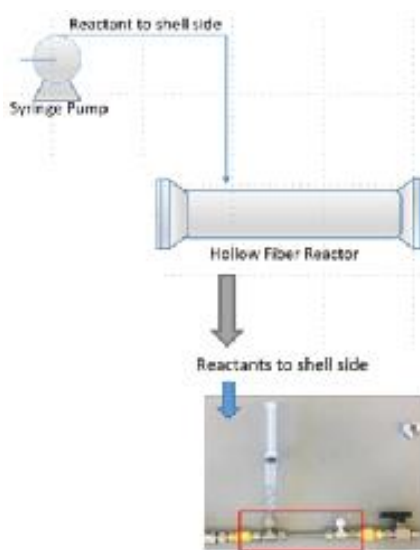 Reactant to shell side
Syringe Pump
Hollow Fiber Reactor
Reactants to shell side